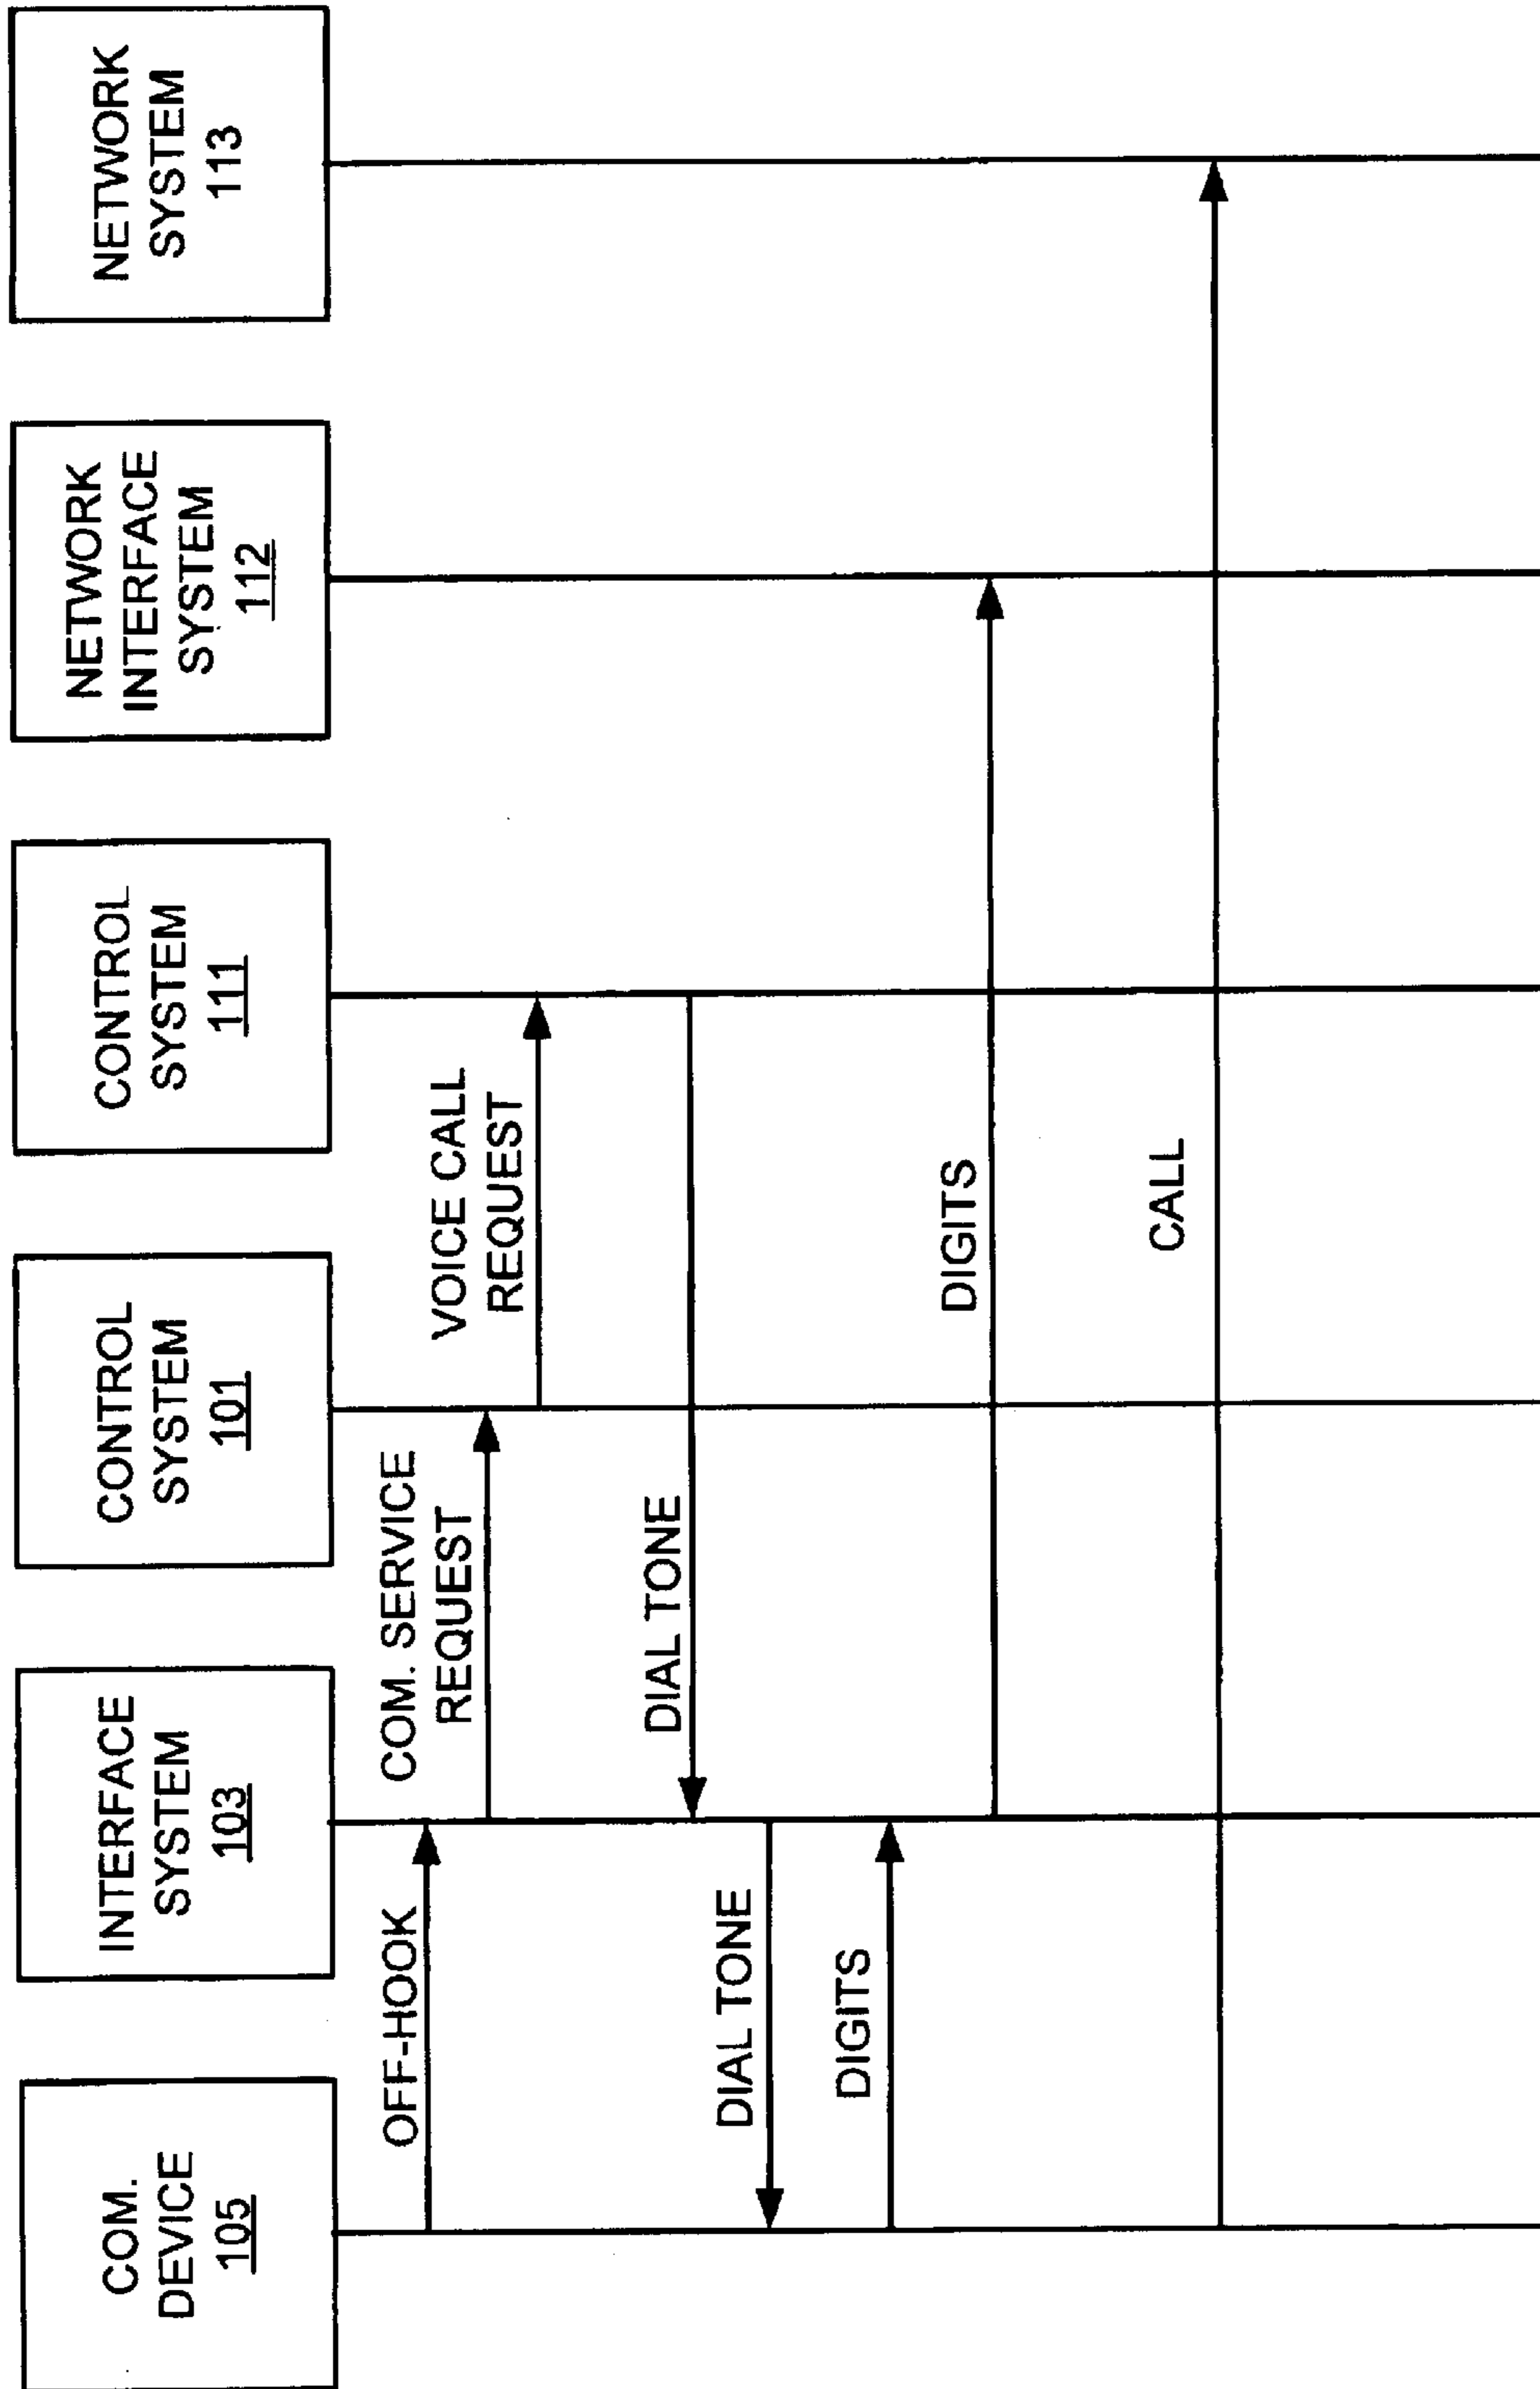 COM.
DEVICE
105
INTERFACE
SYSTEM
103
CONTROL
SYSTEM
101
CONTROL
SYSTEM
111
NETWORK
INTERFACE
SYSTEM
112
NETWORK
SYSTEM
113
OFF-HOOK
COM. SERVICE
REQUEST
VOICE CALL
REQUEST
DIAL TONE
DIAL TONE
DIGITS
DIGITS
CALL